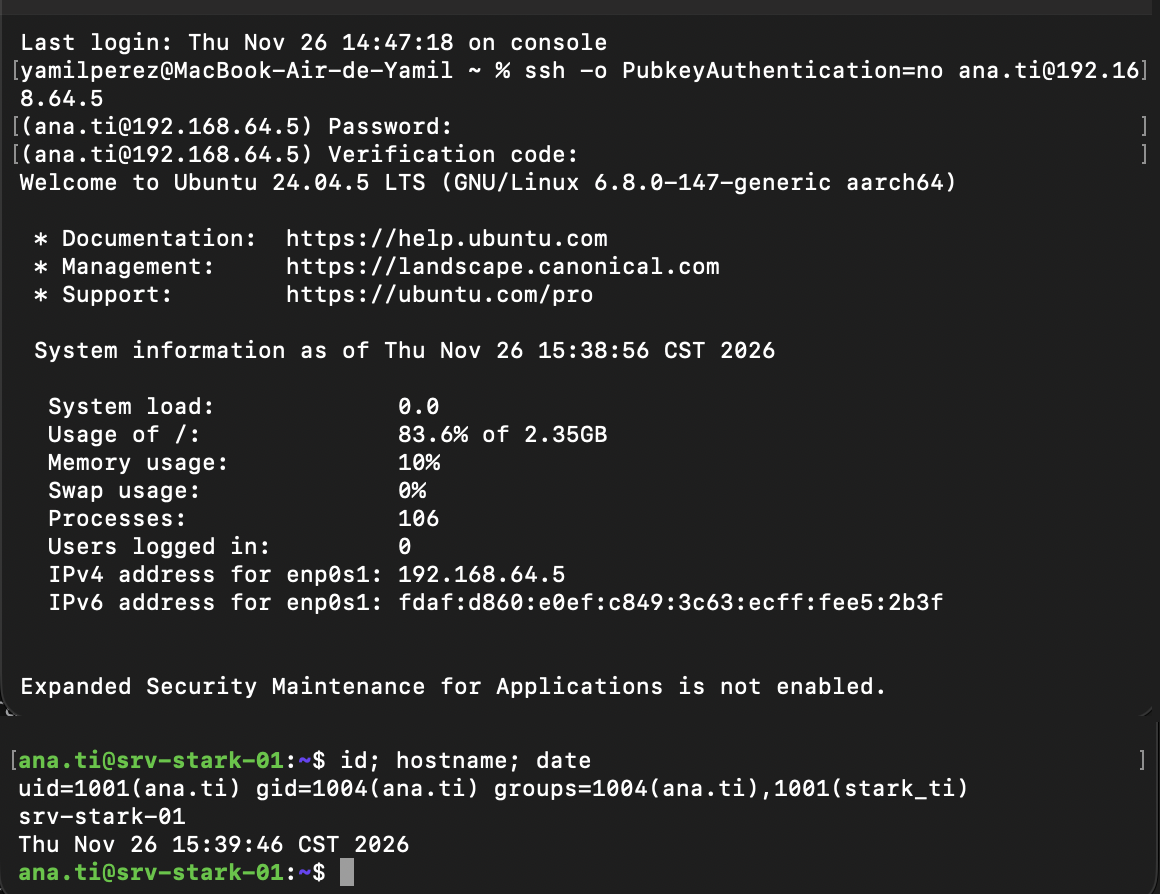 Last login: Thu Nov 26 14:47:18 on console
[yamilperez@MacBook-Air-de-Yamil ~ % ssh -o PubkeyAuthentication=no ana.ti@192.16]
8.64.5
[(ana.ti@192.168.64.5) Password: ]
[(ana.ti@192.168.64.5) Verification code: ]
Welcome to Ubuntu 24.04.5 LTS (GNU/Linux 6.8.0-147-generic aarch64)
* Documentation: https://help.ubuntu.com
* Management: https://landscape.canonical.com
* Support: https://ubuntu.com/pro
System information as of Thu Nov 26 15:38:56 CST 2026
System load: 0.0
Usage of /: 83.6% of 2.35GB
Memory usage: 10%
Swap usage: 0%
Processes: 106
Users logged in: 0
IPv4 address for enp0s1: 192.168.64.5
IPv6 address for enp0s1: fdaf:d860:e0ef:c849:3c63:ecff:fee5:2b3f
Expanded Security Maintenance for Applications is not enabled.
[ana.ti@srv-stark-01:~$ id; hostname; date ]
uid=1001(ana.ti) gid=1004(ana.ti) groups=1004(ana.ti),1001(stark_ti)
srv-stark-01
Thu Nov 26 15:39:46 CST 2026
ana.ti@srv-stark-01:~$